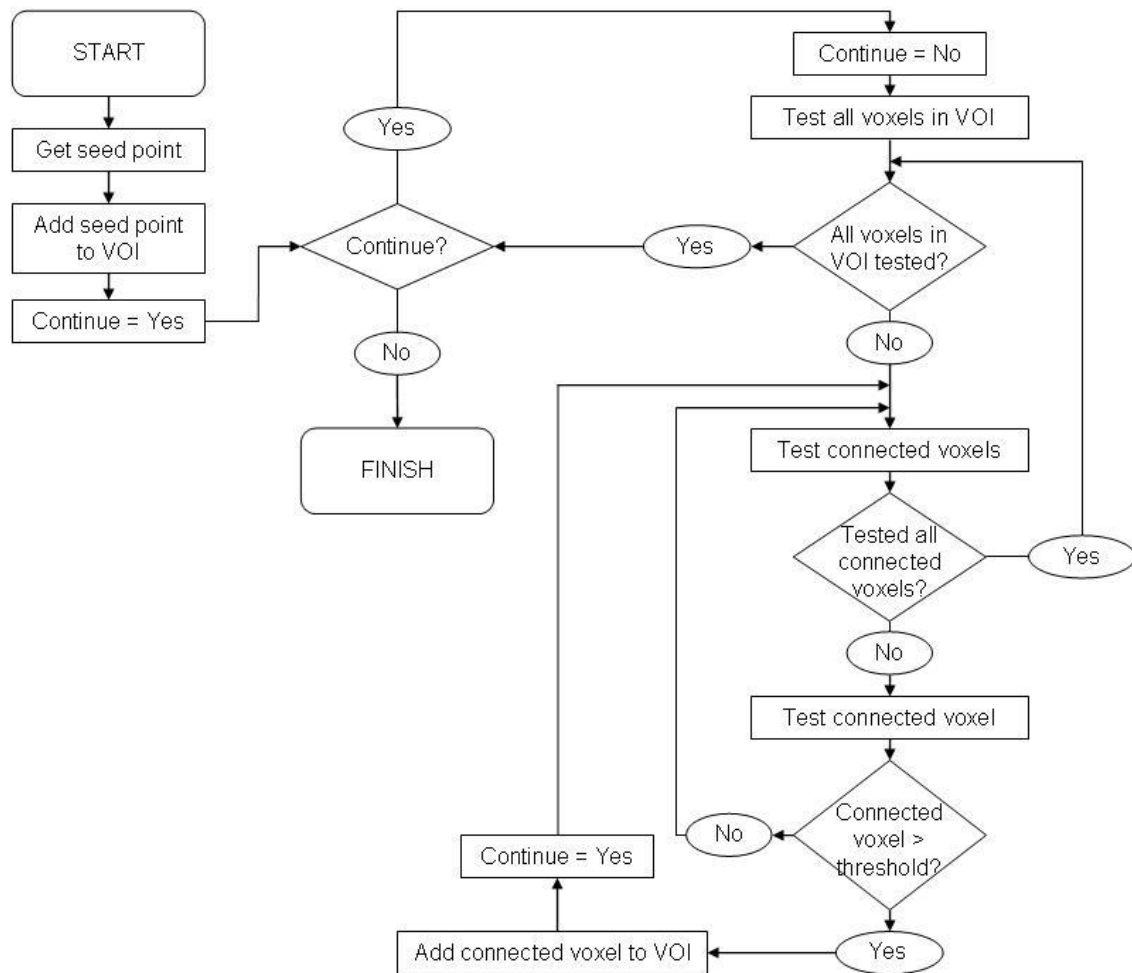 START
Get seed point
Add seed point
to VOI
Continue = Yes
Continue?
Yes
No
FINISH
Continue = No
Test all voxels in VOI
All voxels in
VOI tested?
Yes
No
Test connected voxels
Tested all
connected
voxels?
Yes
No
Test connected voxel
Connected
voxel >
threshold?
No
Yes
Add connected voxel to VOI
Continue = Yes